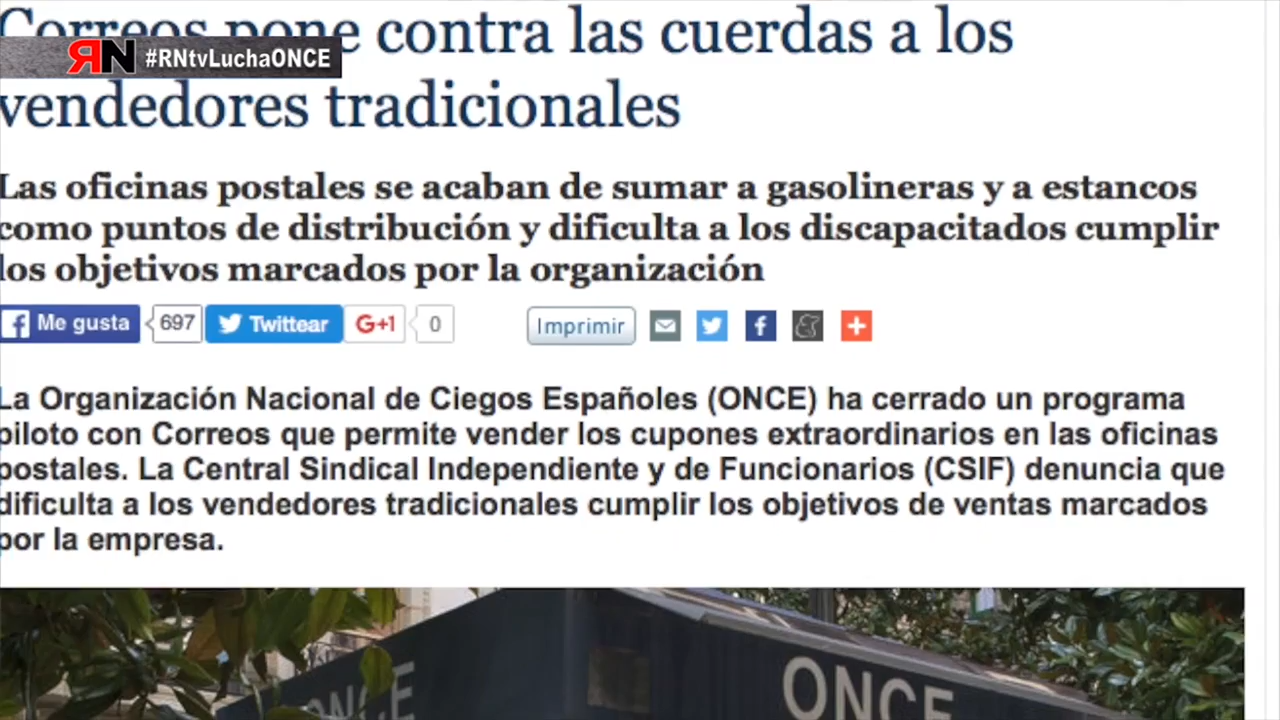 Correos pone contra las cuerdas a los
RN #RNtvLuchaONCE
vendedores tradicionales
Las oficinas postales se acaban de sumar a gasolineras y a estancos
como puntos de distribución y dificulta a los discapacitados cumplir
los objetivos marcados por la organización
Me gusta 697 Twittear G+1 0 Imprimir
La Organización Nacional de Ciegos Españoles (ONCE) ha cerrado un programa
piloto con Correos que permite vender los cupones extraordinarios en las oficinas
postales. La Central Sindical Independiente y de Funcionarios (CSIF) denuncia que
dificulta a los vendedores tradicionales cumplir los objetivos de ventas marcados
por la empresa.
ONCE ONCE